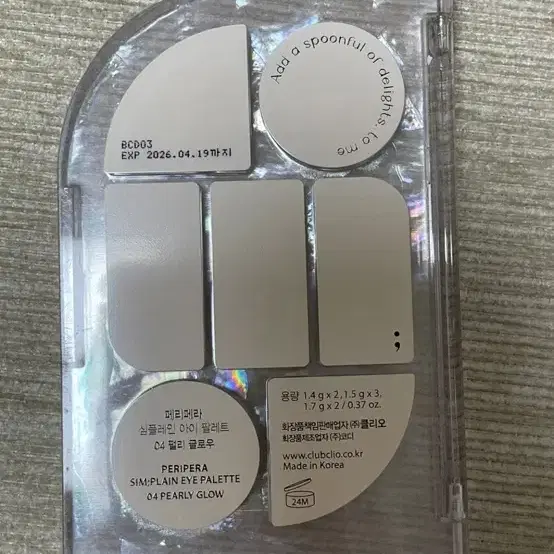 BCD03
EXP 2026.04.19까지
Add a spoonful of delights. to me
;
페리페라
심플레인 아이 팔레트
04 펄리 글로우
PERIPERA
SIM;PLAIN EYE PALETTE
04 PEARLY GLOW
용량 1.4 g x 2, 1.5 g x 3,
1.7 g x 2 / 0.37 oz.
화장품책임판매업자 (주)클리오
화장품제조업자 (주)코디
www.clubclio.co.kr
Made in Korea
24M